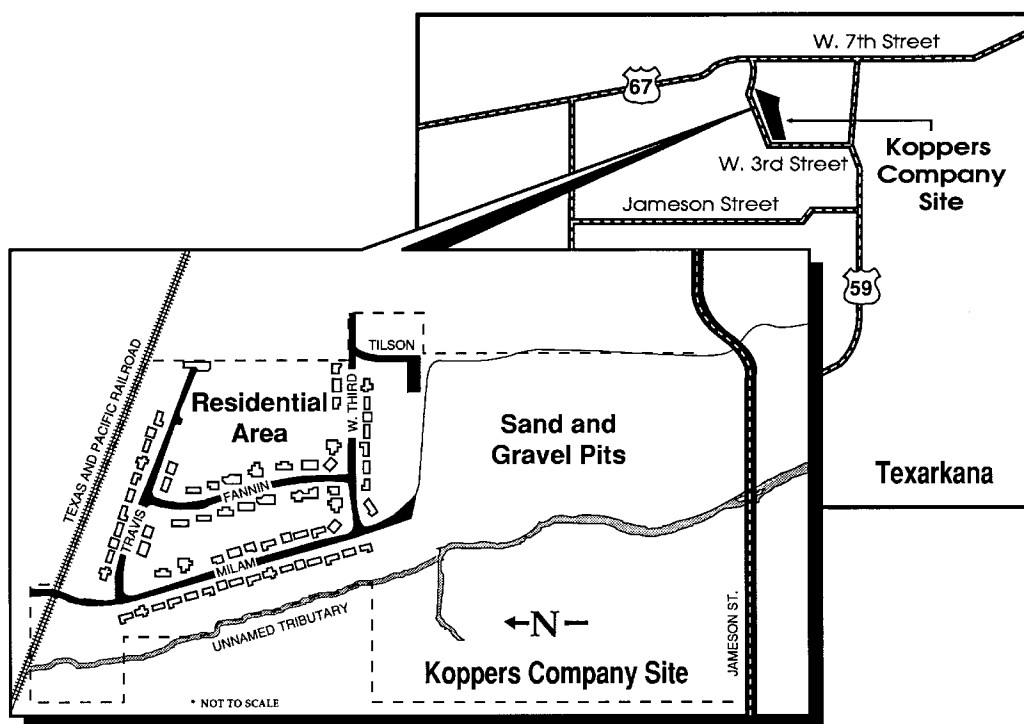 W. 7th Street
67
Koppers
Company
Site
W. 3rd Street
Jameson Street
59
Texarkana
TEXAS AND PACIFIC RAILROAD
TILSON
W. THIRD
Residential
Area
Sand and
Gravel Pits
FANNIN
TRAVIS
MILAM
UNNAMED TRIBUTARY
←N–
JAMESON ST.
Koppers Company Site
* NOT TO SCALE